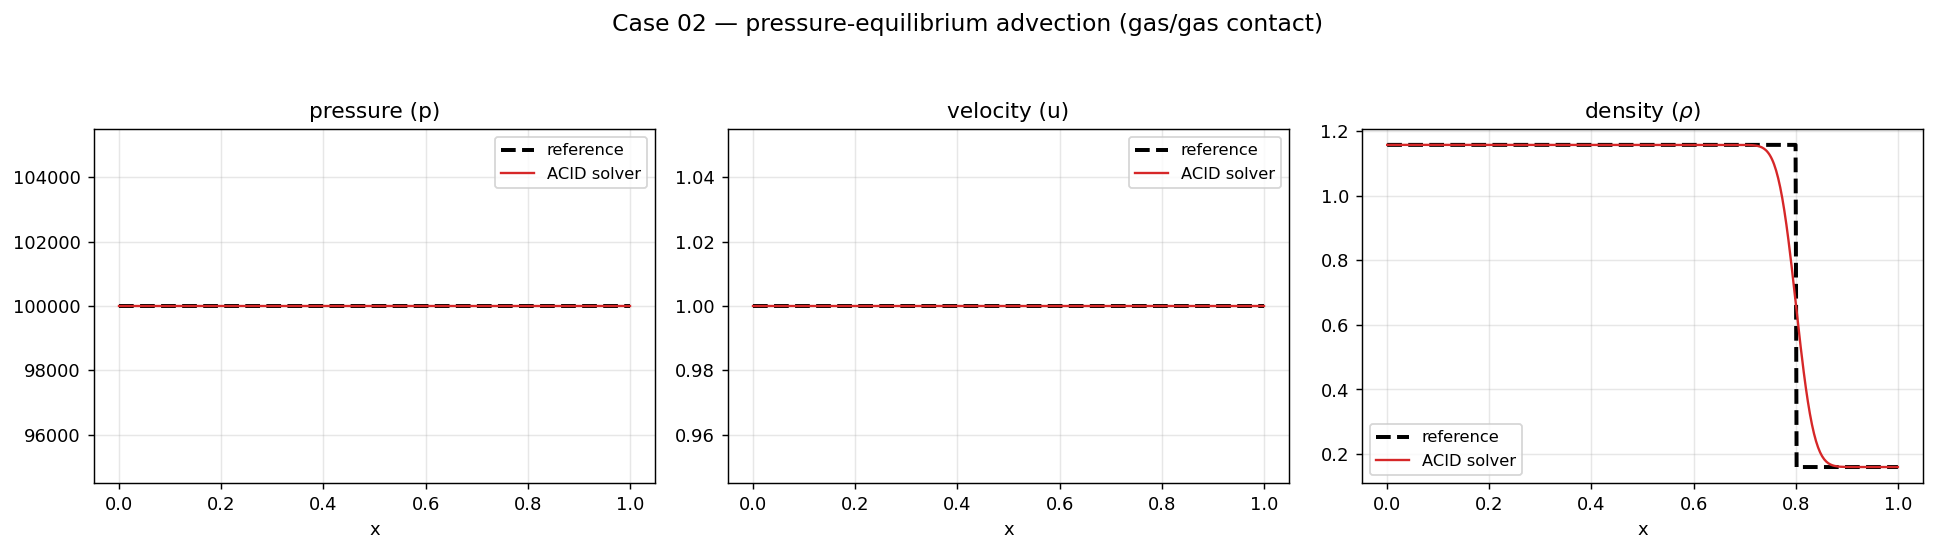 Case 02 — pressure-equilibrium advection (gas/gas contact)
pressure (p)
104000
102000
100000
98000
96000
0.0 0.2 0.4 0.6 0.8 1.0
x
reference
ACID solver
velocity (u)
1.04
1.02
1.00
0.98
0.96
0.0 0.2 0.4 0.6 0.8 1.0
x
reference
ACID solver
density (ρ)
1.2
1.0
0.8
0.6
0.4
0.2
0.0 0.2 0.4 0.6 0.8 1.0
x
reference
ACID solver